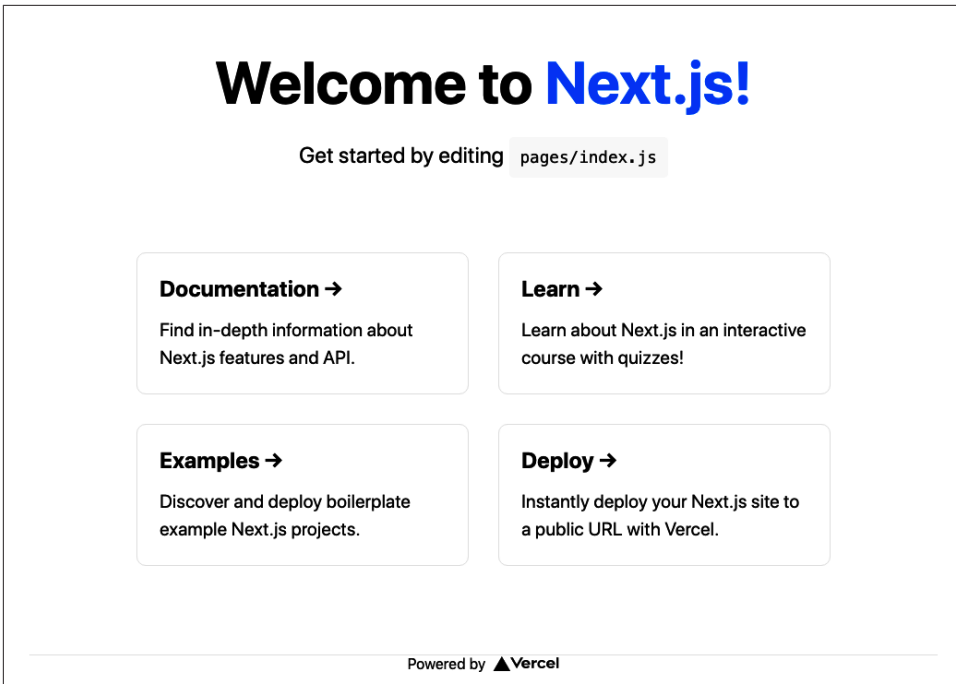 Welcome to Next.js!
Get started by editing pages/index.js
Documentation →
Find in-depth information about
Next.js features and API.
Learn →
Learn about Next.js in an interactive
course with quizzes!
Examples →
Discover and deploy boilerplate
example Next.js projects.
Deploy →
Instantly deploy your Next.js site to
a public URL with Vercel.
Powered by ▲Vercel